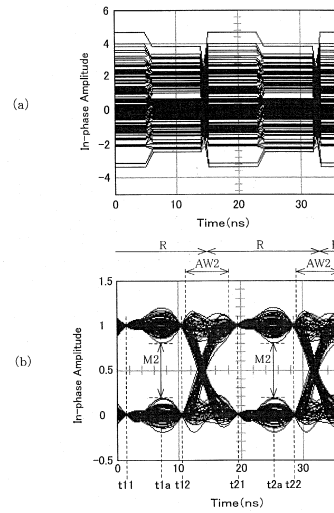 (a)
In-phase Amplitude
6
4
2
0
-2
-4
0 10 20 30
Time(ns)
R R
AW2 AW2
(b)
In-phase Amplitude
1.5
1
0.5
0
-0.5
M2 M2
0 10 20 30
t11 t1a t12 t21 t2a t22
Time(ns)